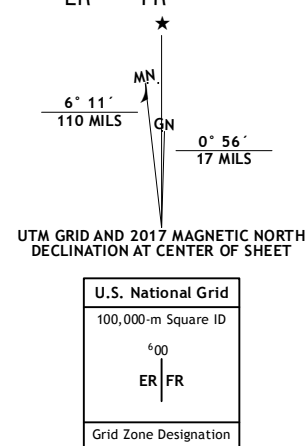 ER FR
★
MN
6° 11´
110 MILS
GN
0° 56´
17 MILS
UTM GRID AND 2017 MAGNETIC NORTH
DECLINATION AT CENTER OF SHEET
U.S. National Grid
100,000-m Square ID
⁶00
ER FR
Grid Zone Designation